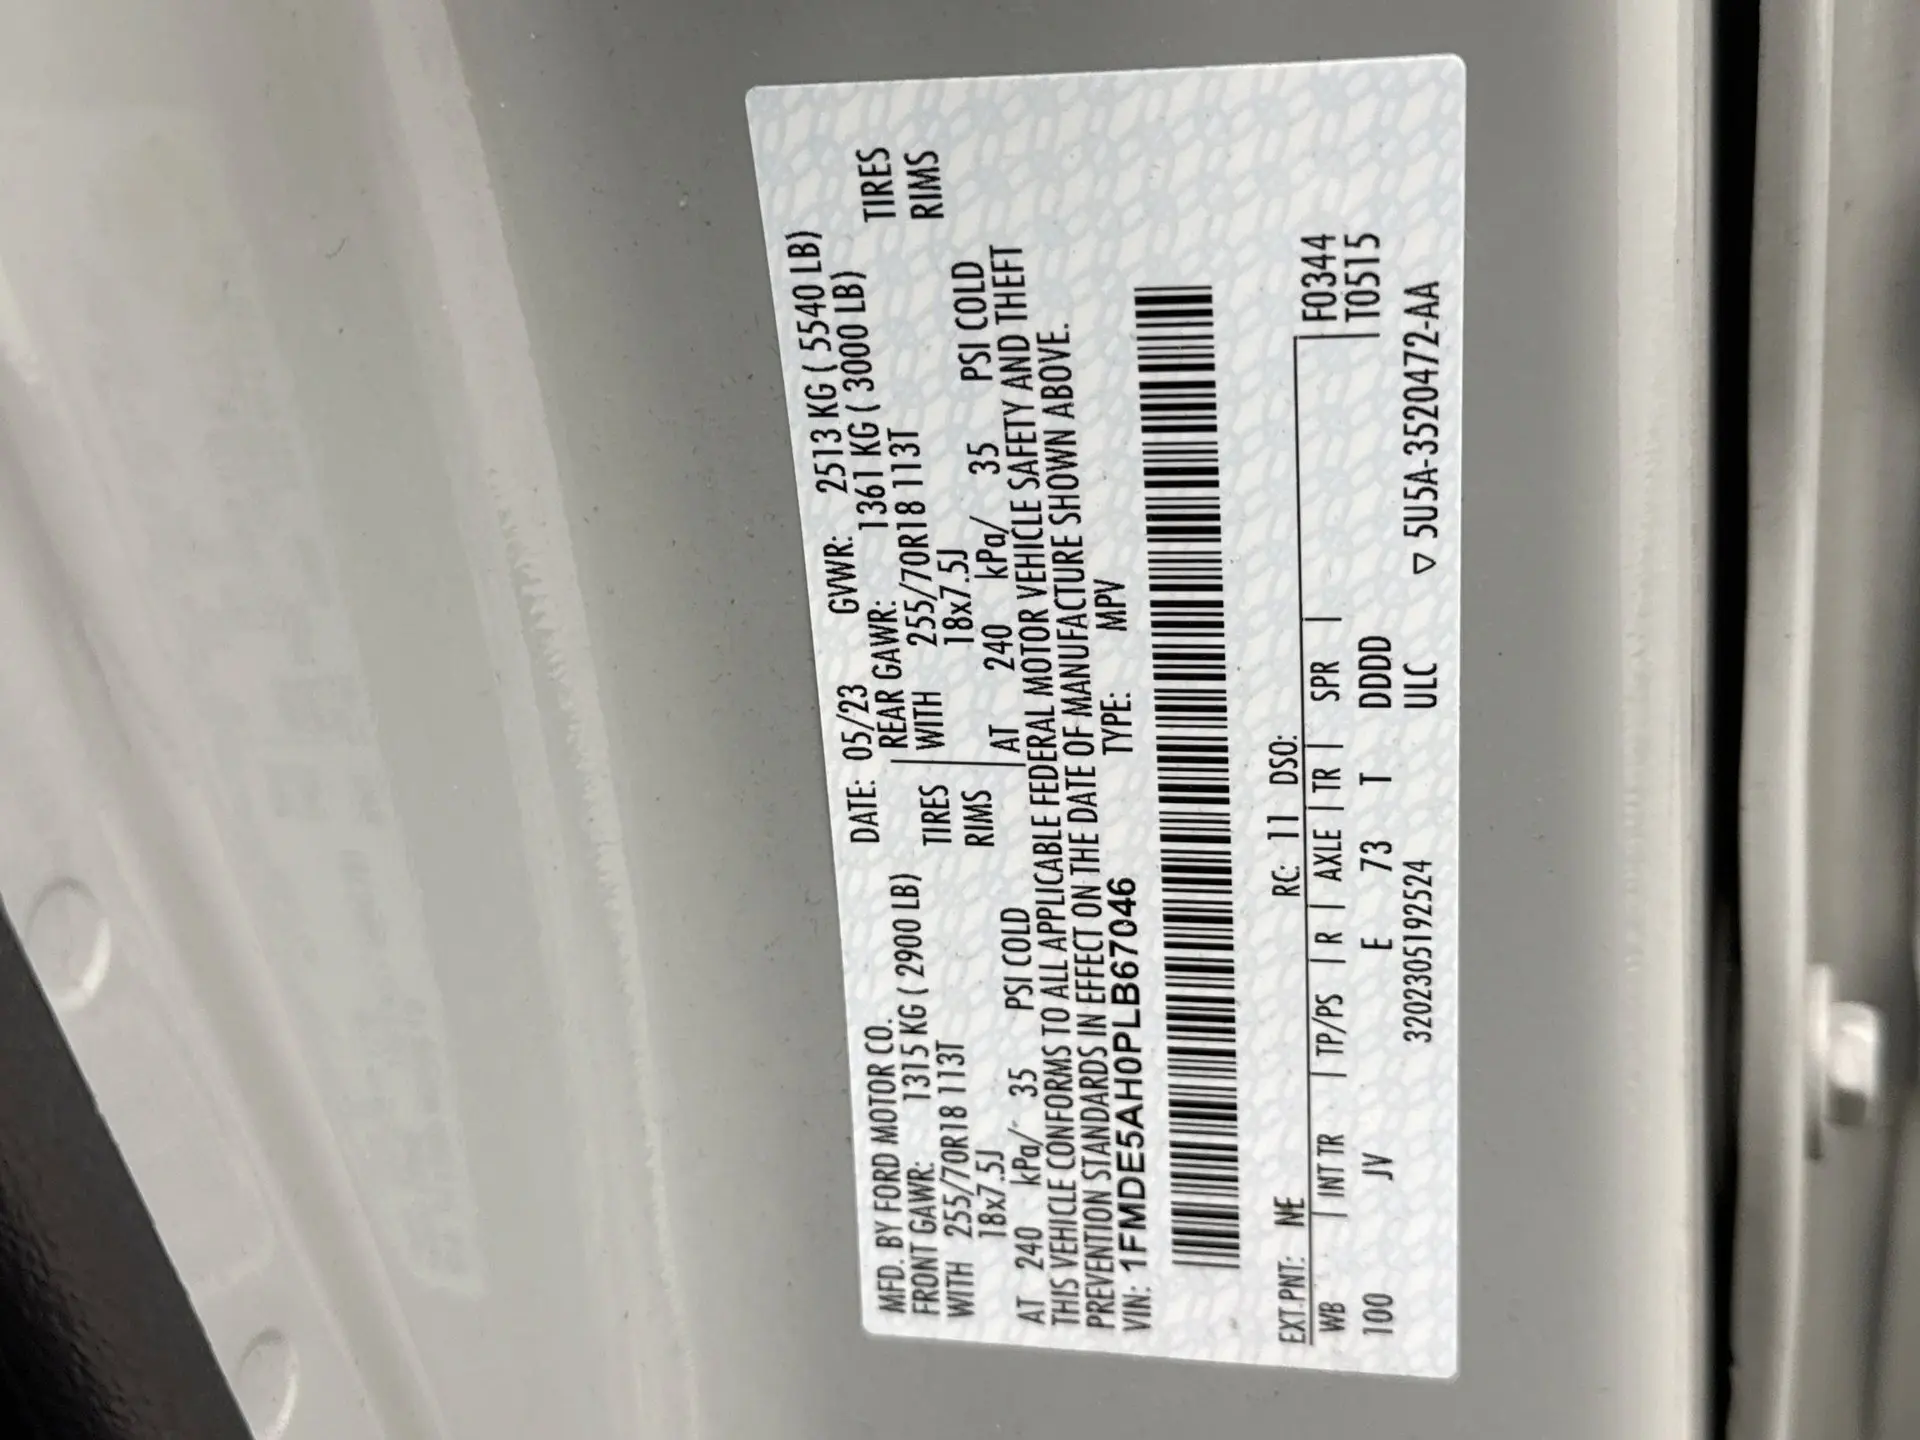 MFD. BY FORD MOTOR CO. DATE: 05/23 GVWR: 2513 KG ( 5540 LB)
FRONT GAWR: 1315 KG ( 2900 LB) REAR GAWR: 1361 KG ( 3000 LB)
WITH 255/70R18 113T TIRES WITH 255/70R18 113T TIRES
18x7.5J RIMS 18x7.5J RIMS
AT 240 kPa/ 35 PSI COLD AT 240 kPa/ 35 PSI COLD
THIS VEHICLE CONFORMS TO ALL APPLICABLE FEDERAL MOTOR VEHICLE SAFETY AND THEFT
PREVENTION STANDARDS IN EFFECT ON THE DATE OF MANUFACTURE SHOWN ABOVE.
VIN: 1FMDE5AH0PLB67046 TYPE: MPV
EXT.PNT: NE RC: 11 DSO:
WB | INT TR | TP/PS | R | AXLE | TR | SPR | F0344
100 JV E 73 T DDDD T0515
3202305192524 ULC ▽ 5U5A-3520472-AA